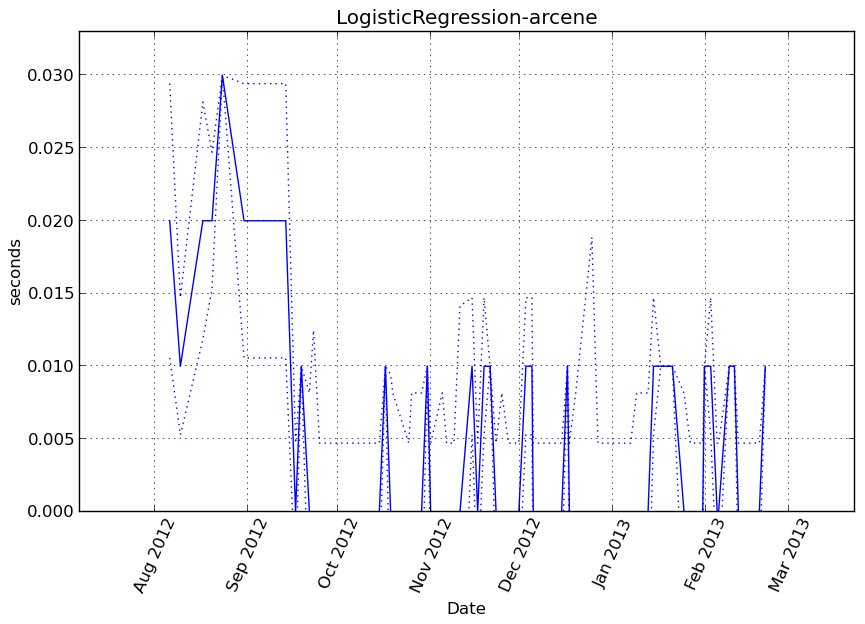 LogisticRegression-arcene
0.030
0.025
0.020
0.015
0.010
0.005
0.000
seconds
Aug 2012
Sep 2012
Oct 2012
Nov 2012
Dec 2012
Jan 2013
Feb 2013
Mar 2013
Date